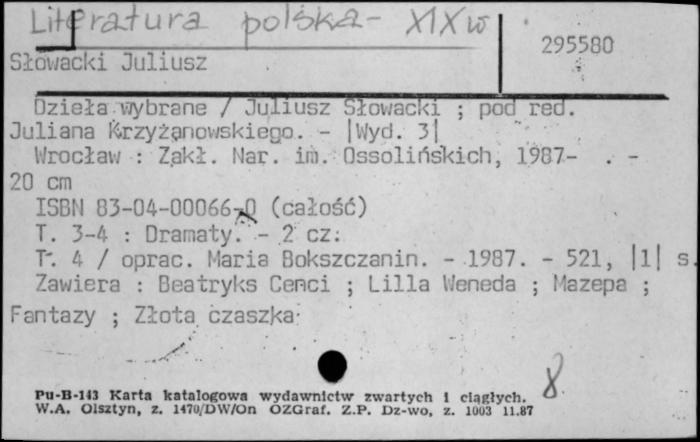 Literatura polska - XIX w
295580
Słowacki Juliusz
Dzieła wybrane / Juliusz Słowacki ; pod red.
Juliana Krzyżanowskiego. - |Wyd. 3|
Wrocław : Zakł. Nar. im. Ossolińskich, 1987- . -
20 cm
ISBN 83-04-00066-0 (całość)
T. 3-4 : Dramaty. - 2 cz.
T. 4 / oprac. Maria Bokszczanin. - 1987. - 521, |1| s.
Zawiera : Beatryks Cenci ; Lilla Weneda ; Mazepa ;
Fantazy ; Złota czaszka
8
Pu-B-143 Karta katalogowa wydawnictw zwartych i ciągłych.
W.A. Olsztyn, z. 1470/DW/On OZGraf. Z.P. Dz-wo, z. 1003 11.87